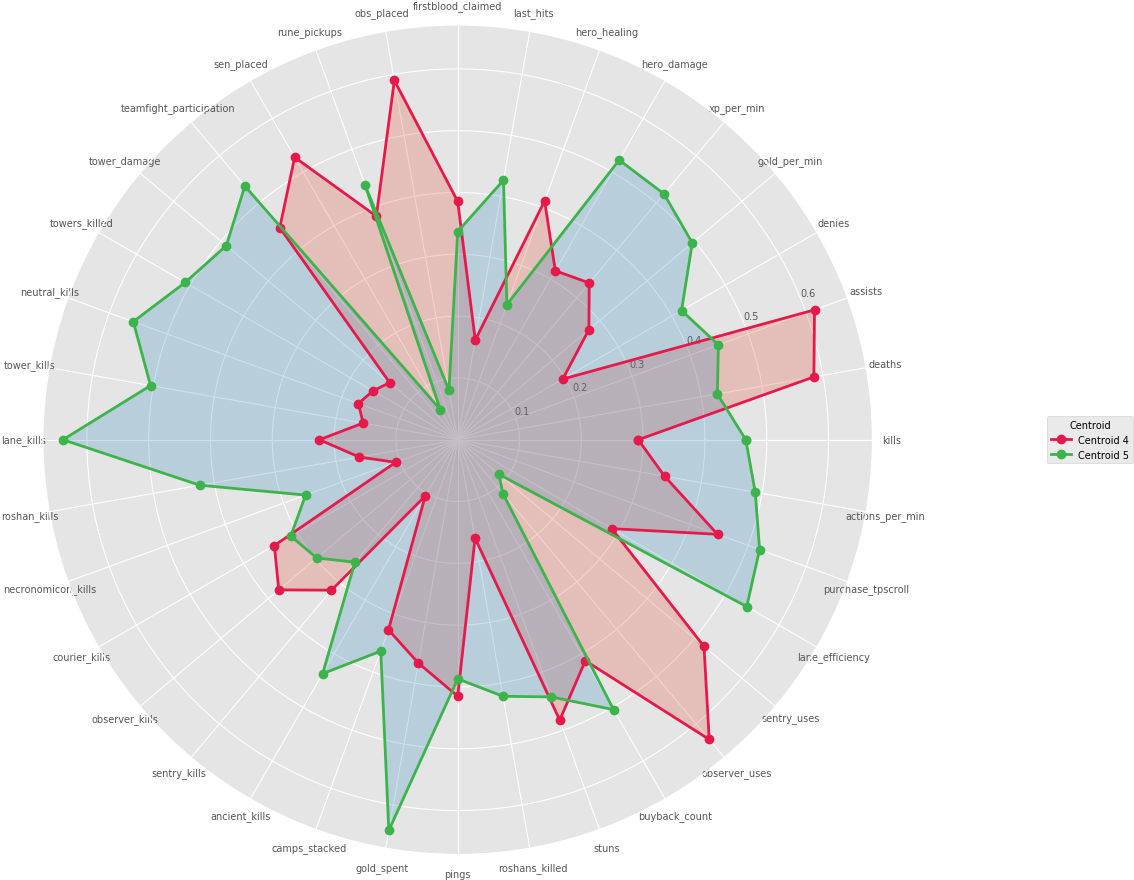 firstblood_claimed
obs_placed
last_hits
rune_pickups
hero_healing
sen_placed
hero_damage
teamfight_participation
xp_per_min
tower_damage
gold_per_min
towers_killed
denies
neutral_kills
assists
0.6
0.5
0.4
0.3
0.2
0.1
tower_kills
deaths
lane_kills
kills
Centroid
Centroid 4
Centroid 5
roshan_kills
actions_per_min
necronomicon_kills
purchase_tpscroll
courier_kills
lane_efficiency
observer_kills
sentry_uses
sentry_kills
observer_uses
ancient_kills
buyback_count
camps_stacked
stuns
gold_spent
roshans_killed
pings